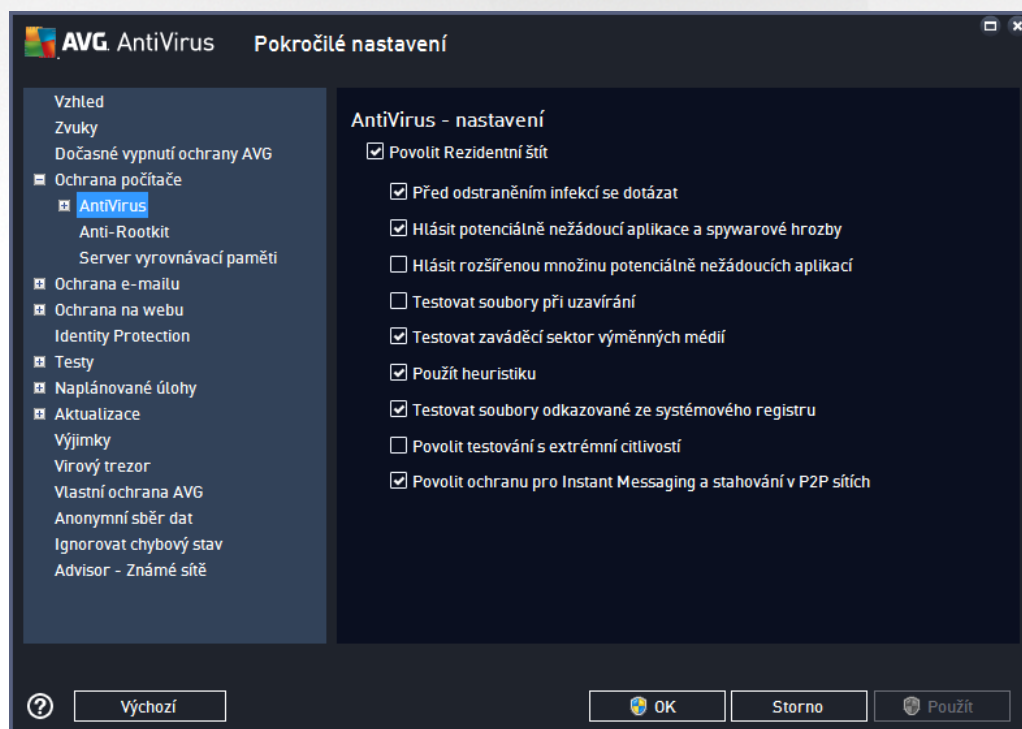 AVG. AntiVirus Pokročilé nastavení
Vzhled
Zvuky
Dočasné vypnutí ochrany AVG
Ochrana počítače
AntiVirus
Anti-Rootkit
Server vyrovnávací paměti
Ochrana e-mailu
Ochrana na webu
Identity Protection
Testy
Naplánované úlohy
Aktualizace
Výjimky
Virový trezor
Vlastní ochrana AVG
Anonymní sběr dat
Ignorovat chybový stav
Advisor - Známé sítě
AntiVirus - nastavení
Povolit Rezidentní štít
Před odstraněním infekcí se dotázat
Hlásit potenciálně nežádoucí aplikace a spywarové hrozby
Hlásit rozšířenou množinu potenciálně nežádoucích aplikací
Testovat soubory při uzavírání
Testovat zaváděcí sektor výměnných médií
Použít heuristiku
Testovat soubory odkazované ze systémového registru
Povolit testování s extrémní citlivostí
Povolit ochranu pro Instant Messaging a stahování v P2P sítích
Výchozí
OK
Storno
Použít